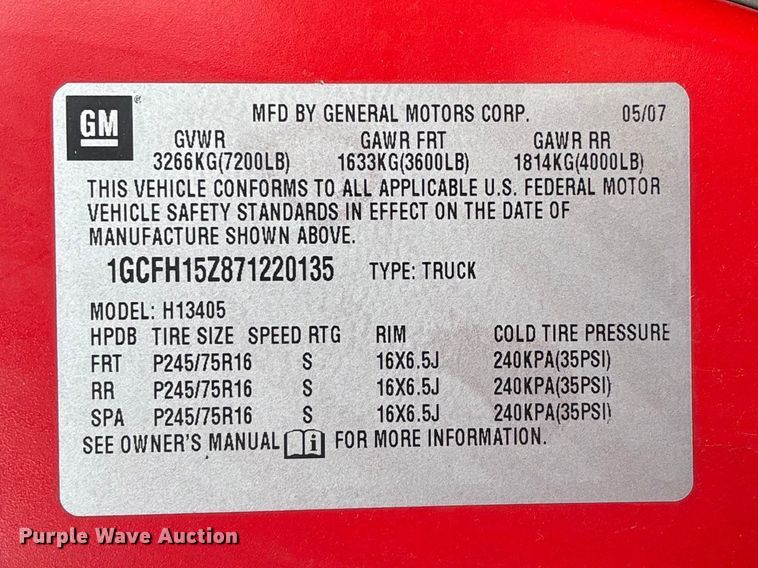 GM MFD BY GENERAL MOTORS CORP. 05/07
GVWR GAWR FRT GAWR RR
3266KG(7200LB) 1633KG(3600LB) 1814KG(4000LB)
THIS VEHICLE CONFORMS TO ALL APPLICABLE U.S. FEDERAL MOTOR
VEHICLE SAFETY STANDARDS IN EFFECT ON THE DATE OF
MANUFACTURE SHOWN ABOVE.
1GCFH15Z871220135 TYPE: TRUCK
MODEL: H13405
HPDB TIRE SIZE SPEED RTG RIM COLD TIRE PRESSURE
FRT P245/75R16 S 16X6.5J 240KPA(35PSI)
RR P245/75R16 S 16X6.5J 240KPA(35PSI)
SPA P245/75R16 S 16X6.5J 240KPA(35PSI)
SEE OWNER'S MANUAL i FOR MORE INFORMATION.
Purple Wave Auction